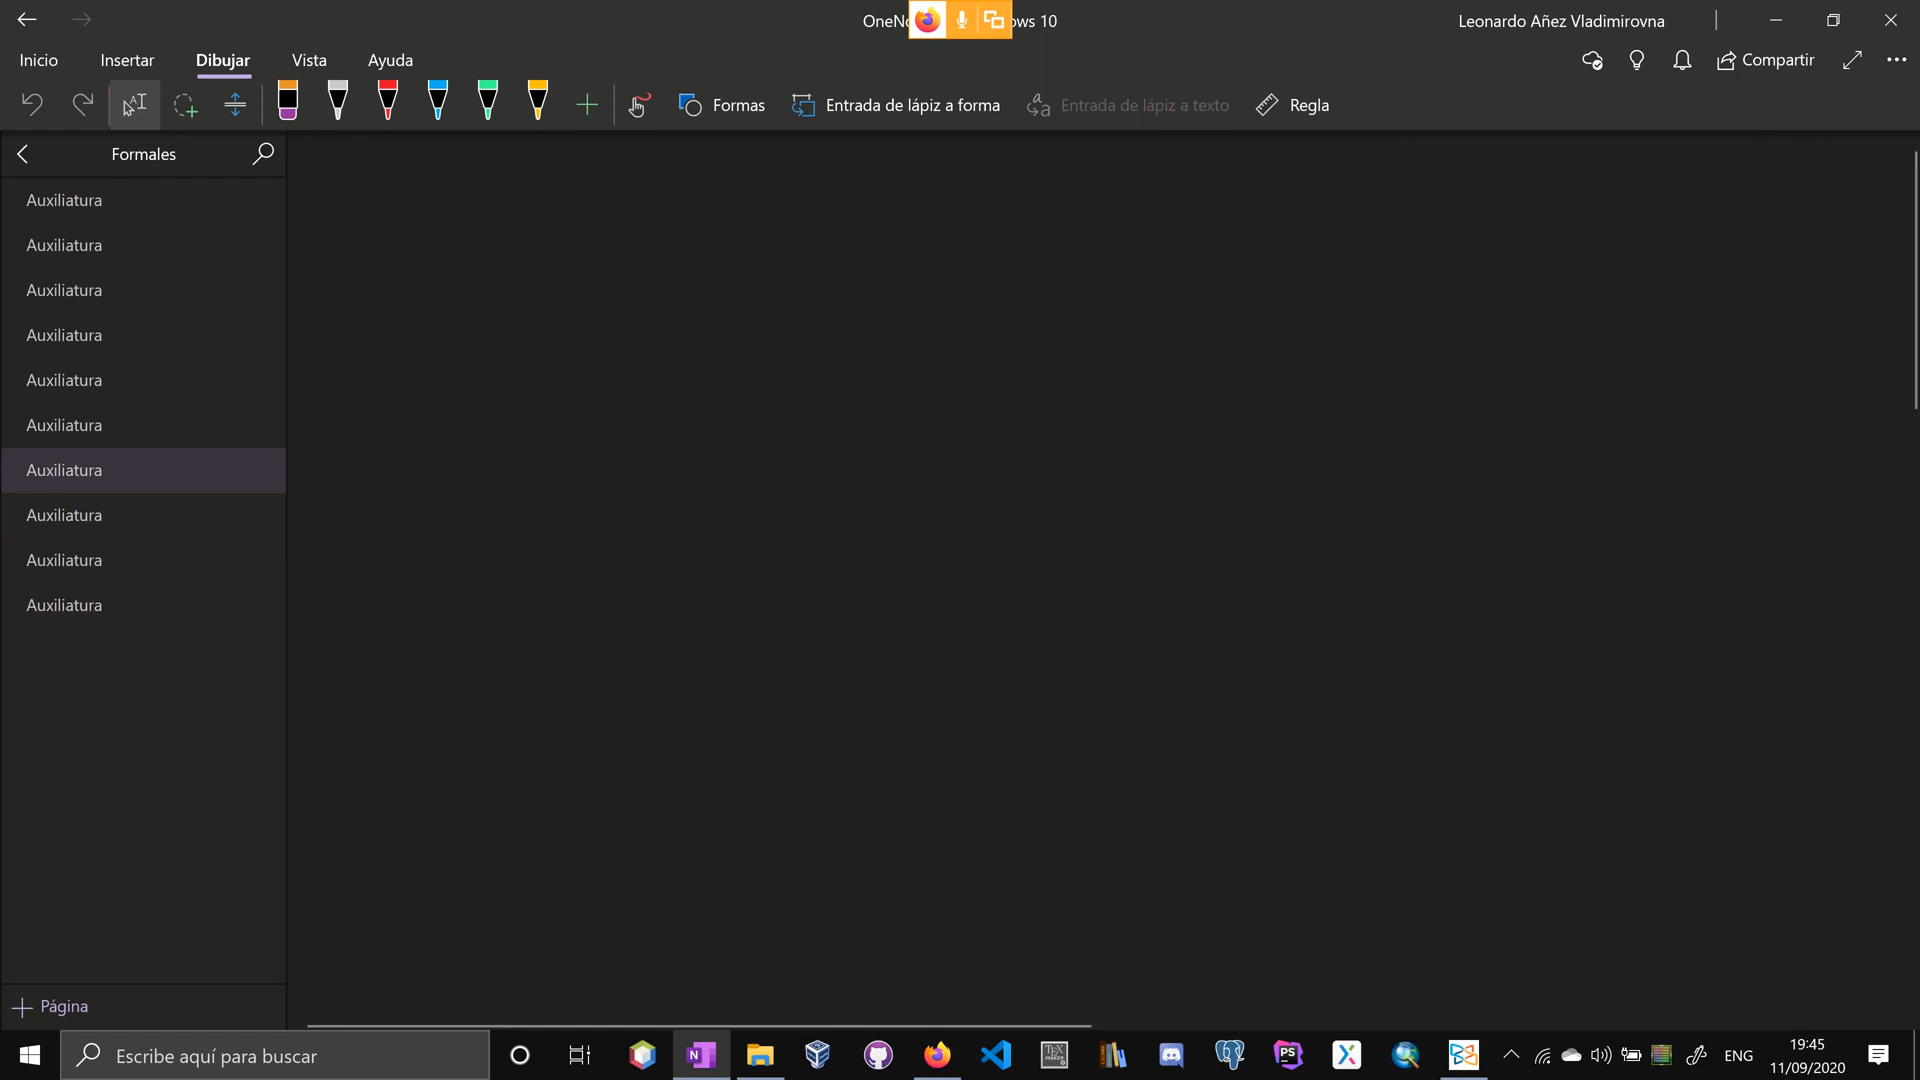 OneNo ows 10
Leonardo Añez Vladimirovna
Inicio Insertar Dibujar Vista Ayuda
Compartir
Formas Entrada de lápiz a forma Entrada de lápiz a texto Regla
Formales
Auxiliatura
Auxiliatura
Auxiliatura
Auxiliatura
Auxiliatura
Auxiliatura
Auxiliatura
Auxiliatura
Auxiliatura
Auxiliatura
Página
Escribe aquí para buscar
ENG
19:45
11/09/2020